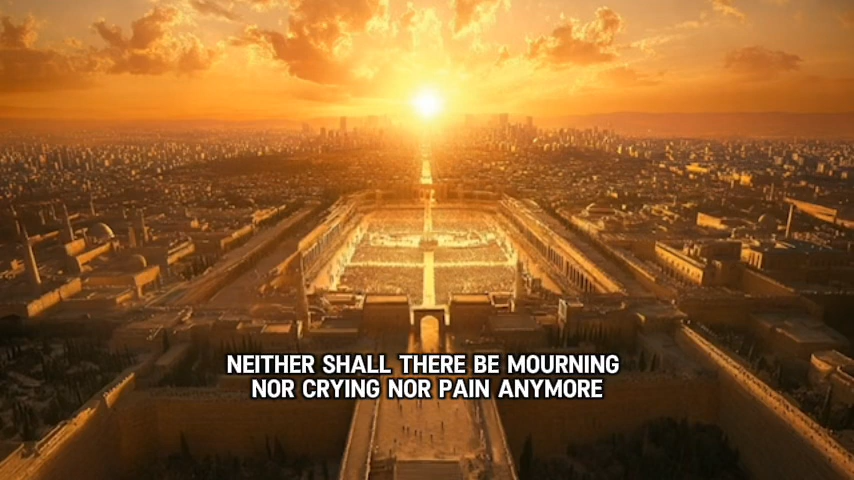 NEITHER SHALL THERE BE MOURNING
NOR CRYING NOR PAIN ANYMORE